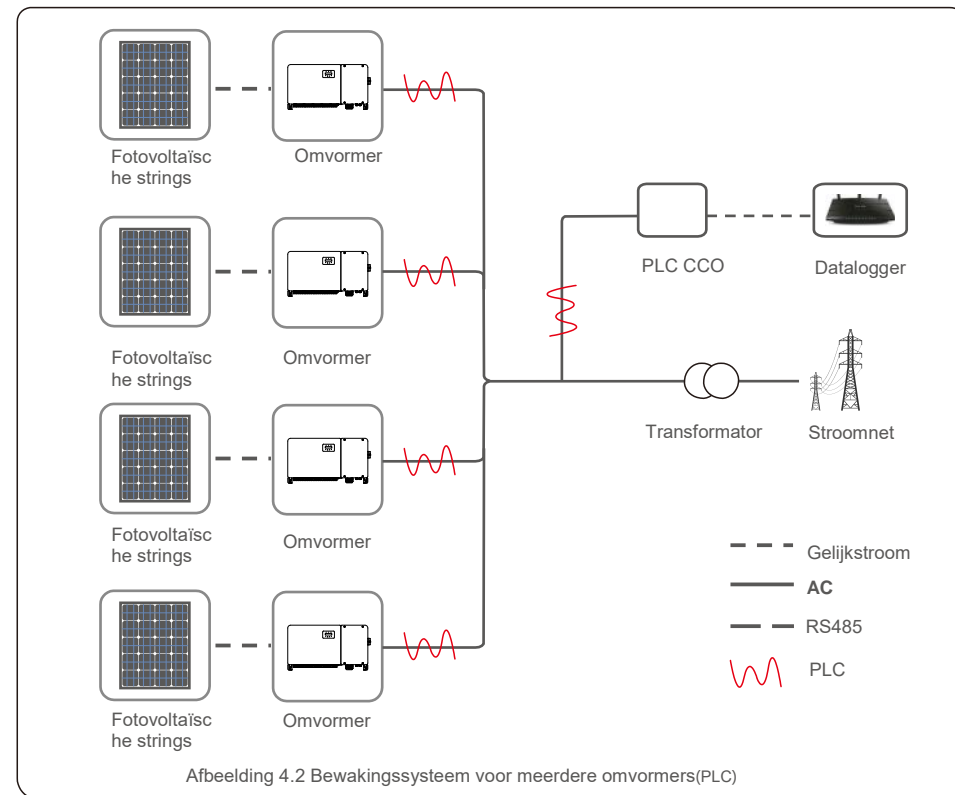 Fotovoltaïsc
he strings
Omvormer
PLC CCO
Datalogger
Fotovoltaïsc
he strings
Omvormer
Transformator
Stroomnet
Fotovoltaïsc
he strings
Omvormer
Gelijkstroom
AC
RS485
PLC
Fotovoltaïsc
he strings
Omvormer
Afbeelding 4.2 Bewakingssysteem voor meerdere omvormers(PLC)